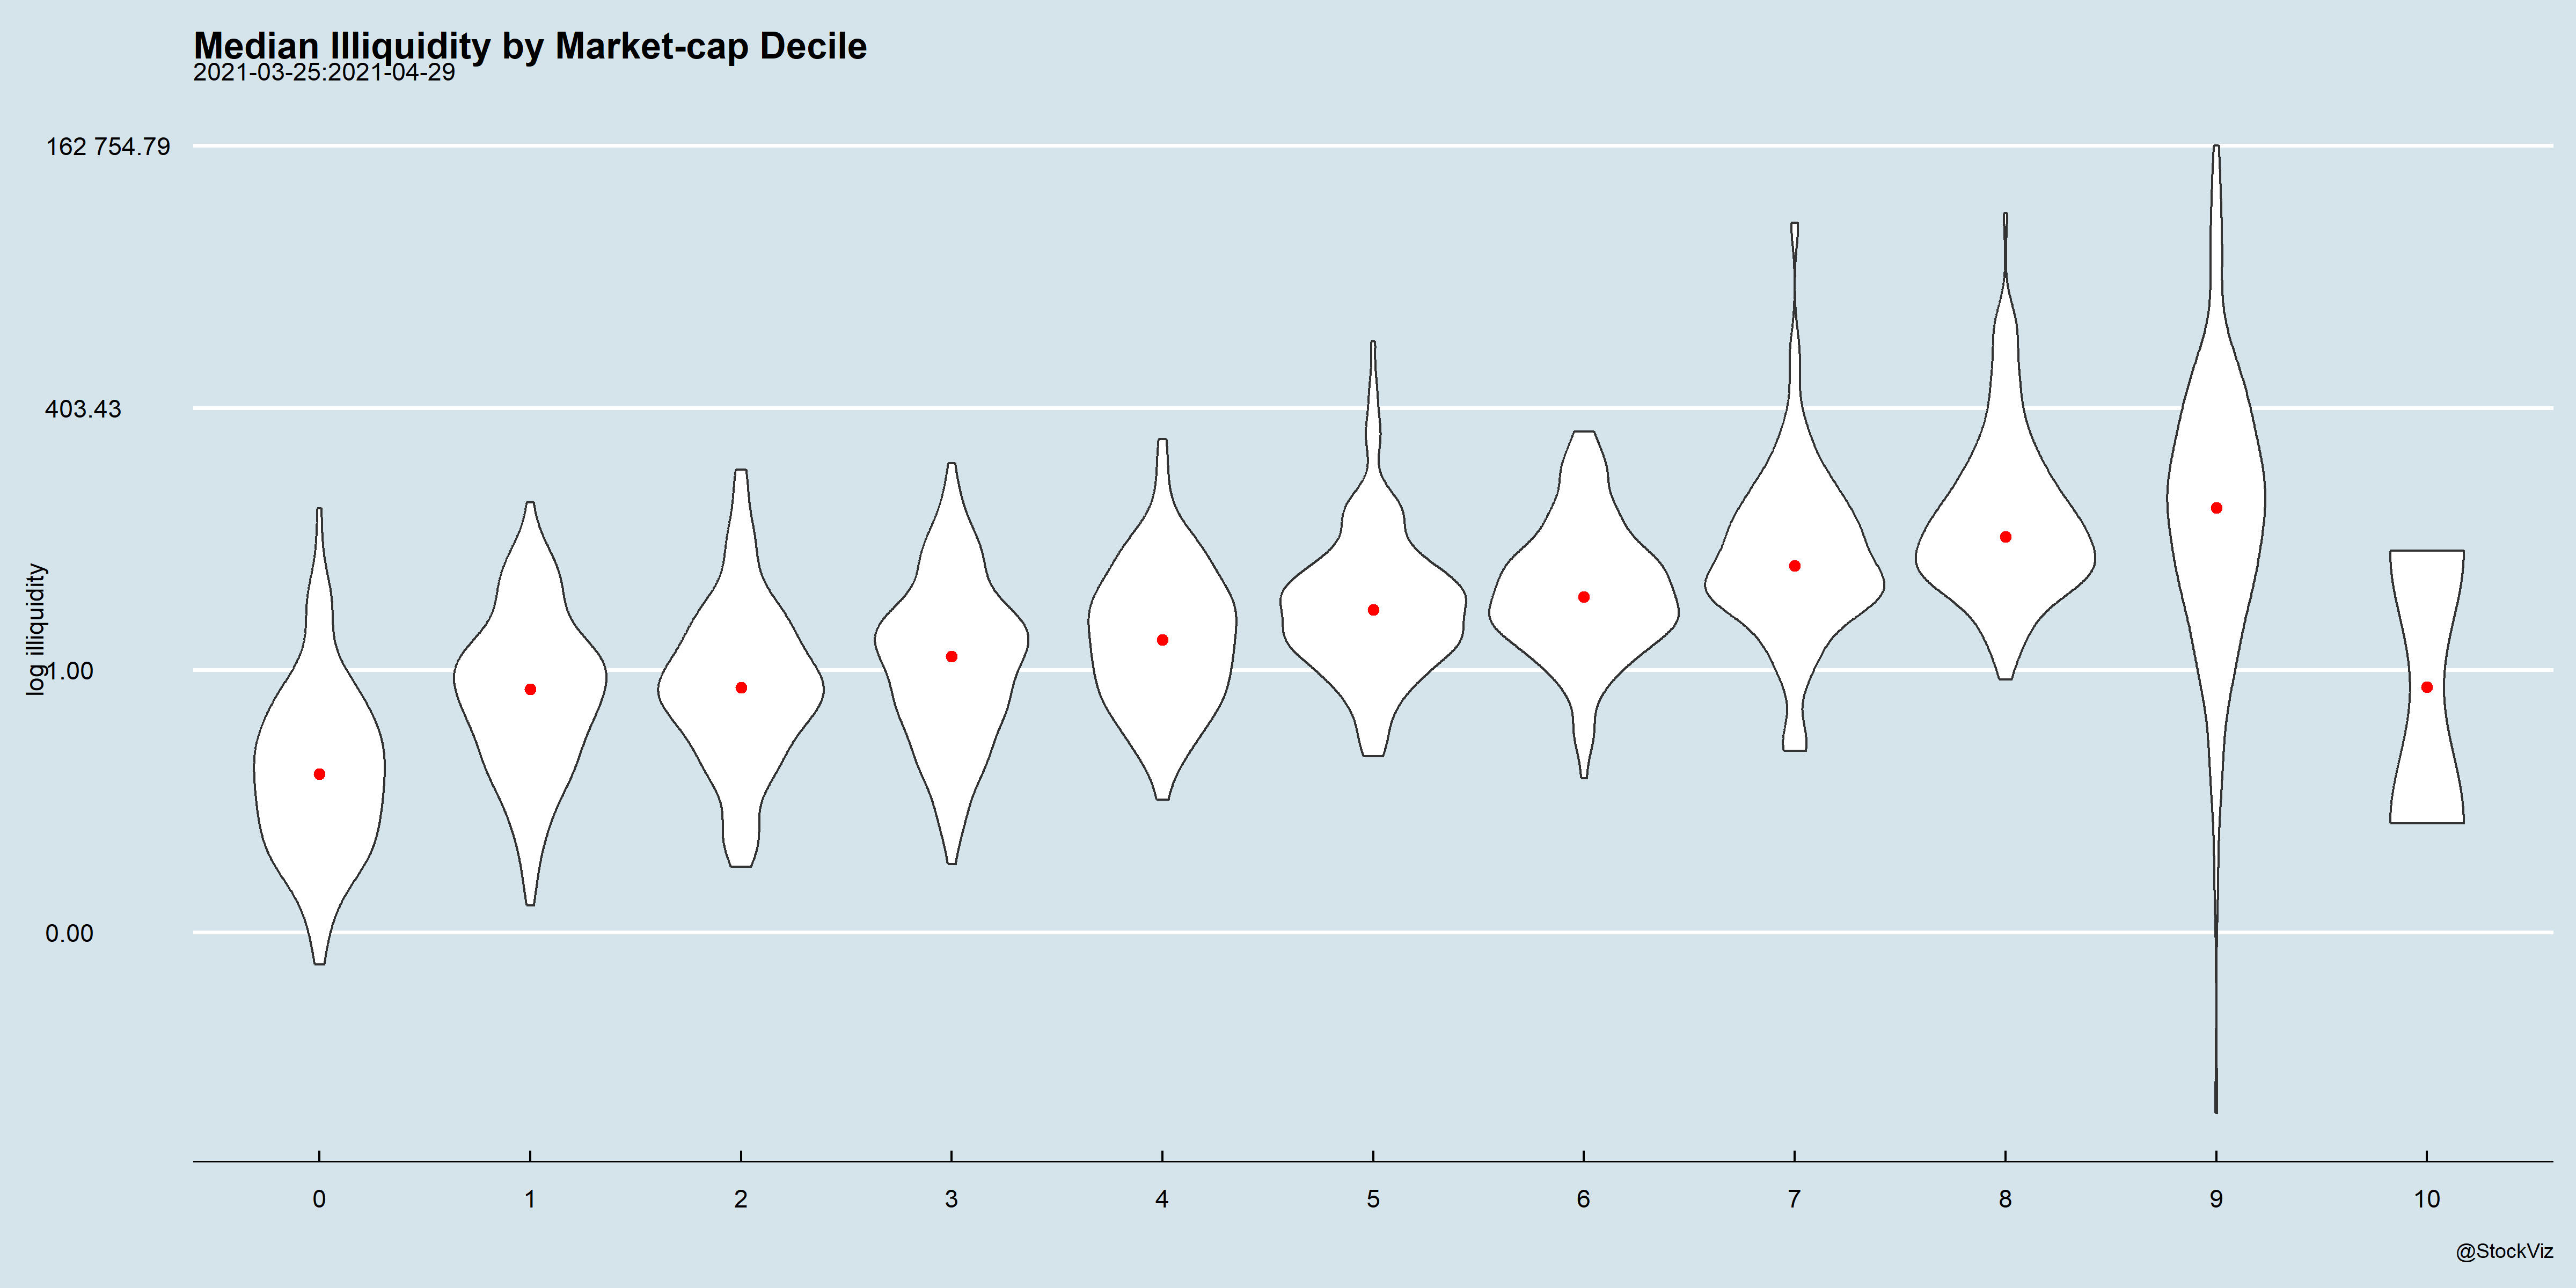 Median Illiquidity by Market-cap Decile
2021-03-25:2021-04-29
162 754.79
403.43
1.00
0.00
log illiquidity
0 1 2 3 4 5 6 7 8 9 10
@StockViz